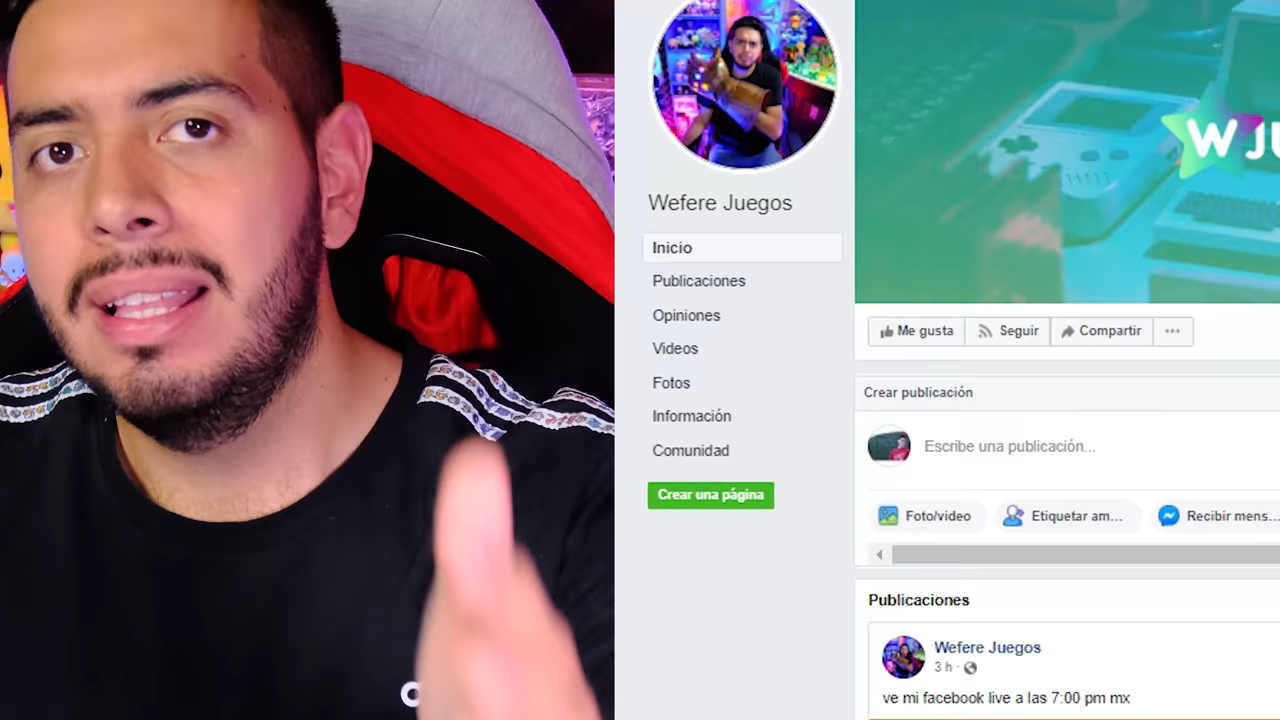 W JU
Wefere Juegos
Inicio
Publicaciones
Opiniones
Videos
Fotos
Información
Comunidad
Crear una página
Me gusta
Seguir
Compartir
Crear publicación
Escribe una publicación...
Foto/video
Etiquetar am...
Recibir mens...
Publicaciones
Wefere Juegos
3 h ·
ve mi facebook live a las 7:00 pm mx